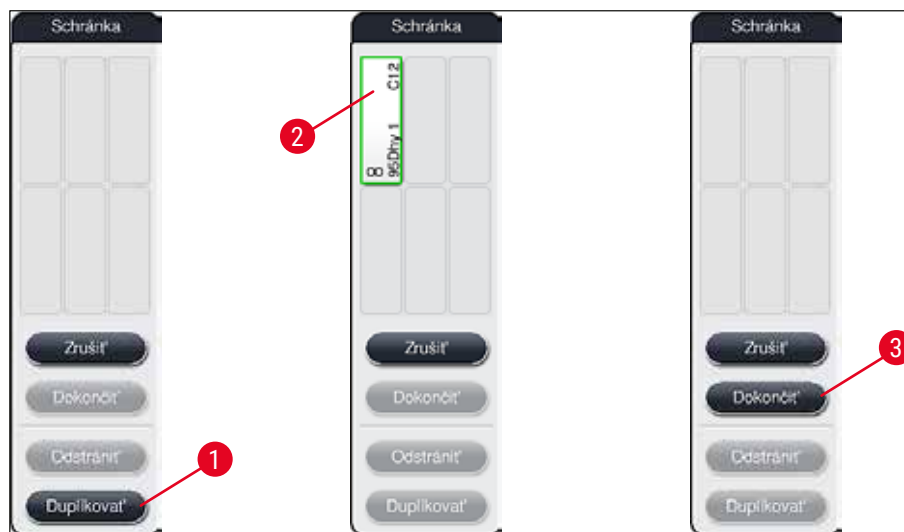 Schránka
Zrušiť
Dokončiť
Odstrániť
Duplikovať
1
Schránka
C12
95Dhy 1
8
2
Zrušiť
Dokončiť
Odstrániť
Duplikovať
Schránka
Zrušiť
Dokončiť
3
Odstrániť
Duplikovať